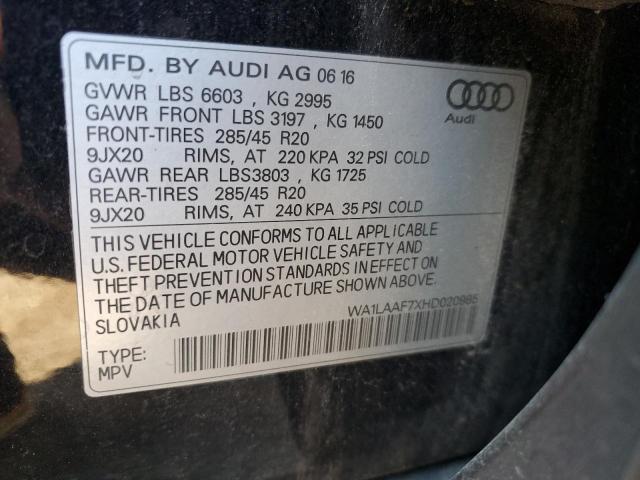 MFD. BY AUDI AG 06 16
GVWR LBS 6603 , KG 2995
GAWR FRONT LBS 3197 , KG 1450
FRONT-TIRES 285/45 R20
9JX20 RIMS, AT 220 KPA 32 PSI COLD
GAWR REAR LBS3803 , KG 1725
REAR-TIRES 285/45 R20
9JX20 RIMS, AT 240 KPA 35 PSI COLD
Audi
THIS VEHICLE CONFORMS TO ALL APPLICABLE
U.S. FEDERAL MOTOR VEHICLE SAFETY AND
THEFT PREVENTION STANDARDS IN EFFECT ON
THE DATE OF MANUFACTURE SHOWN ABOVE.
SLOVAKIA
WA1LAAF7XHD020985
TYPE:
MPV